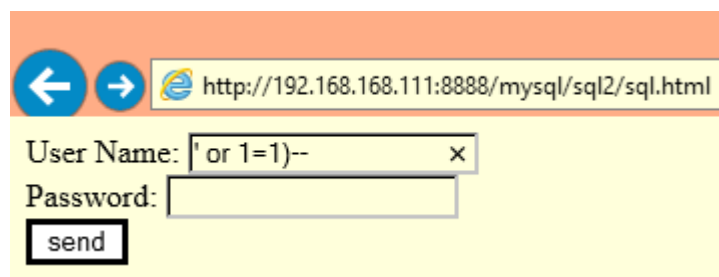 http://192.168.168.111:8888/mysql/sql2/sql.html
User Name: ' or 1=1)--
Password:
send